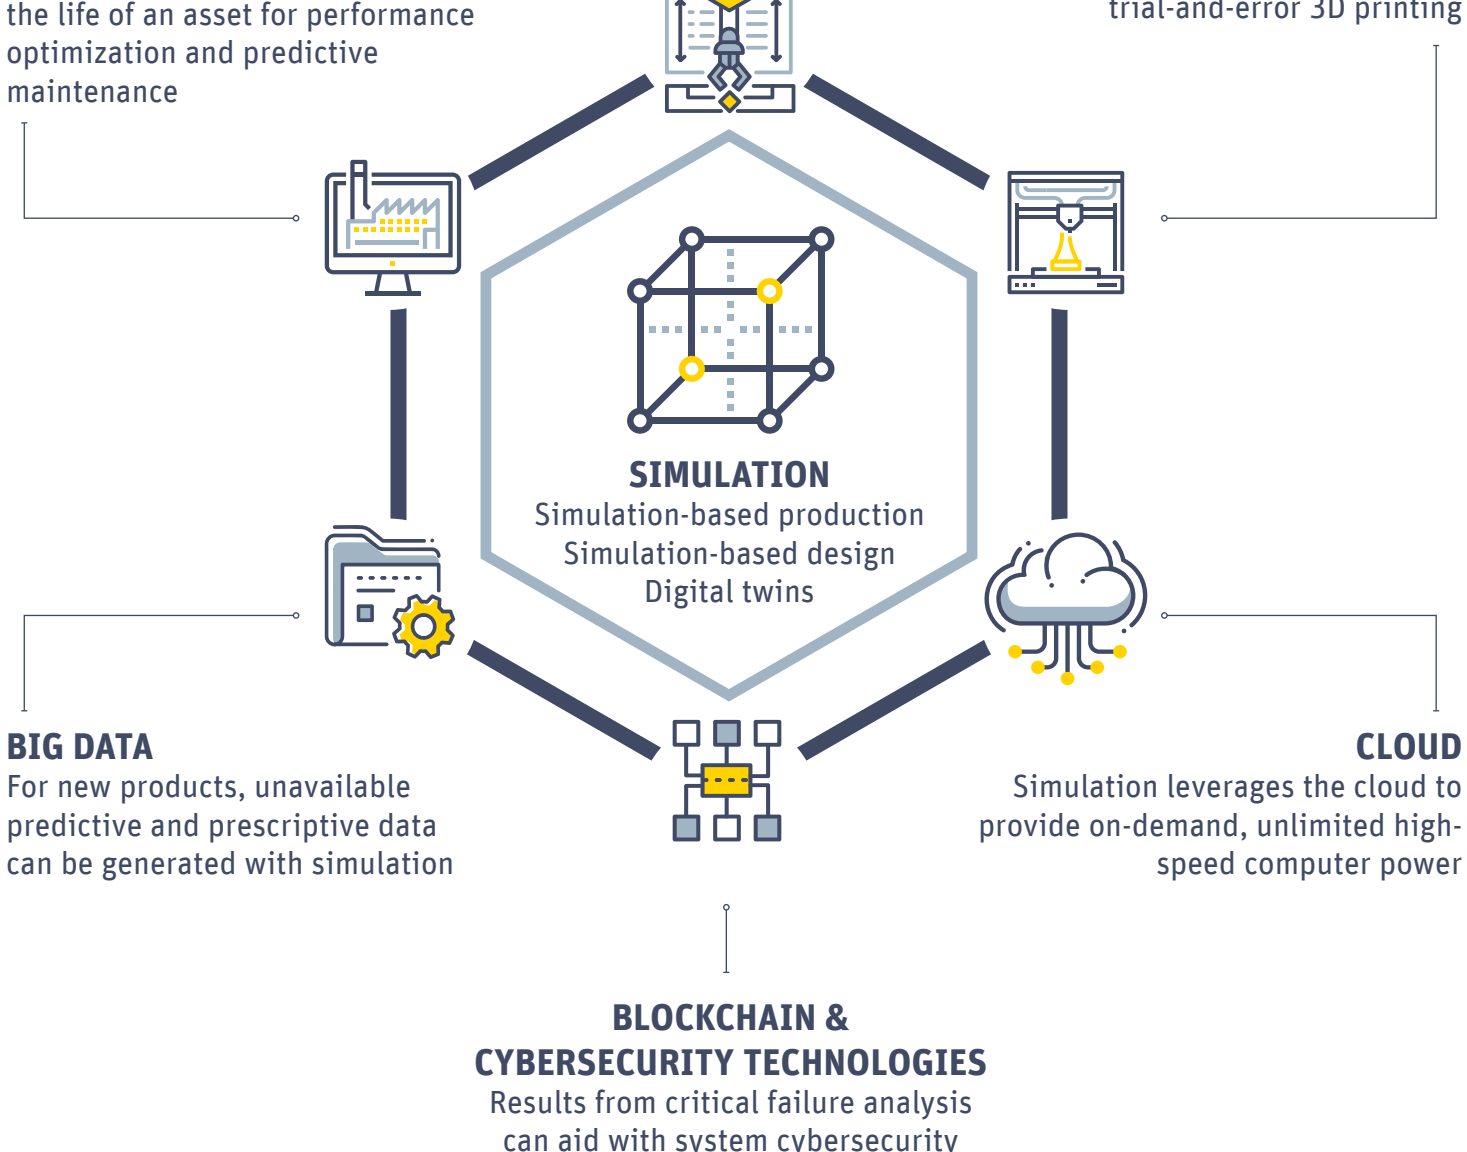 the life of an asset for performance
optimization and predictive
maintenance
trial-and-error 3D printing
SIMULATION
Simulation-based production
Simulation-based design
Digital twins
BIG DATA
For new products, unavailable
predictive and prescriptive data
can be generated with simulation
CLOUD
Simulation leverages the cloud to
provide on-demand, unlimited high-
speed computer power
BLOCKCHAIN &
CYBERSECURITY TECHNOLOGIES
Results from critical failure analysis
can aid with system cybersecurity